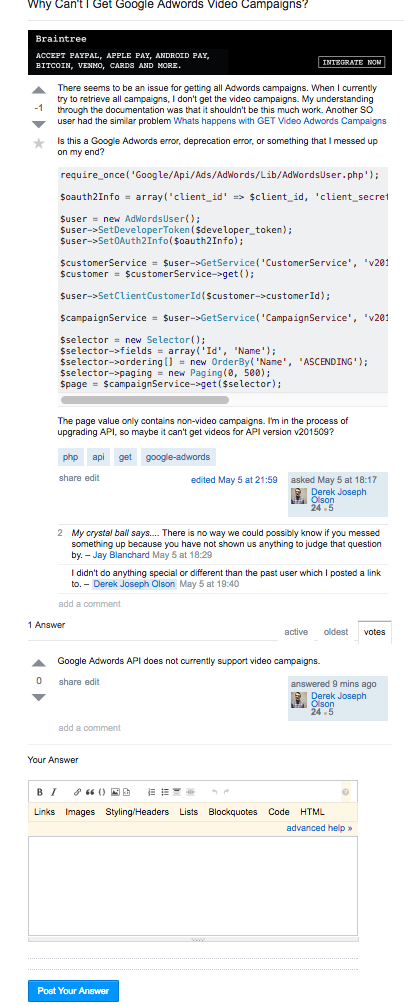 Why Can't I Get Google Adwords Video Campaigns?
Braintree
ACCEPT PAYPAL, APPLE PAY, ANDROID PAY,
BITCOIN, VENMO, CARDS AND MORE.
INTEGRATE NOW
There seems to be an issue for getting all Adwords campaigns. When I currently
-1
try to retrieve all campaigns, I don't get the video campaigns. My understanding
through the documentation was that it shouldn't be this much work. Another SO
user had the similar problem Whats happens with GET Video Adwords Campaigns
Is this a Google Adwords error, deprecation error, or something that I messed up
on my end?
require_once('Google/Api/Ads/AdWords/Lib/AdWordsUser.php');
$oauth2Info = array('client_id' => $client_id, 'client_secret
$user = new AdWordsUser();
$user->SetDeveloperToken($developer_token);
$user->SetOAuth2Info($oauth2Info);
$customerService = $user->GetService('CustomerService', 'v201
$customer = $customerService->get();
$user->SetClientCustomerId($customer->customerId);
$campaignService = $user->GetService('CampaignService', 'v201
$selector = new Selector();
$selector->fields = array('Id', 'Name');
$selector->ordering[] = new OrderBy('Name', 'ASCENDING');
$selector->paging = new Paging(0, 500);
$page = $campaignService->get($selector);
The page value only contains non-video campaigns. I'm in the process of
upgrading API, so maybe it can't get videos for API version v201509?
php api get google-adwords
share edit
edited May 5 at 21:59
asked May 5 at 18:17
Derek Joseph
Olson
24 5
2 My crystal ball says.... There is no way we could possibly know if you messed
something up because you have not shown us anything to judge that question
by. – Jay Blanchard May 5 at 18:29
I didn't do anything special or different than the past user which I posted a link
to. – Derek Joseph Olson May 5 at 19:40
add a comment
1 Answer
active oldest votes
Google Adwords API does not currently support video campaigns.
0
share edit
answered 9 mins ago
Derek Joseph
Olson
24 5
add a comment
Your Answer
B I
Links Images Styling/Headers Lists Blockquotes Code HTML
advanced help »
Post Your Answer